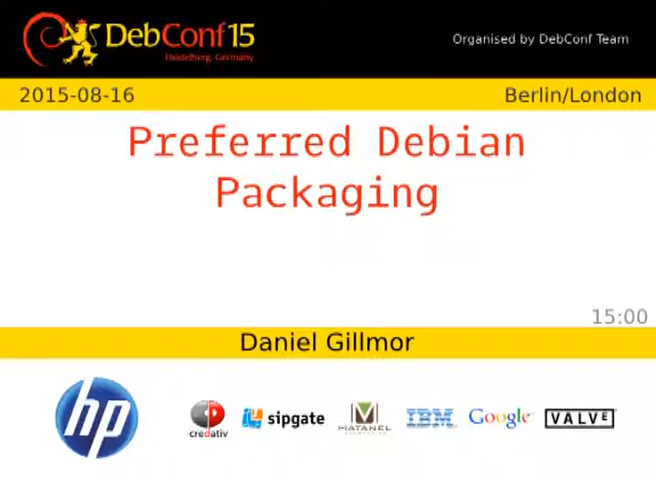 DebConf15
Heidelberg, Germany
Organised by DebConf Team
2015-08-16
Berlin/London
Preferred Debian
Packaging
15:00
Daniel Gillmor
hp
credativ
sipgate
MATANEL
IBM
Google
VALVE